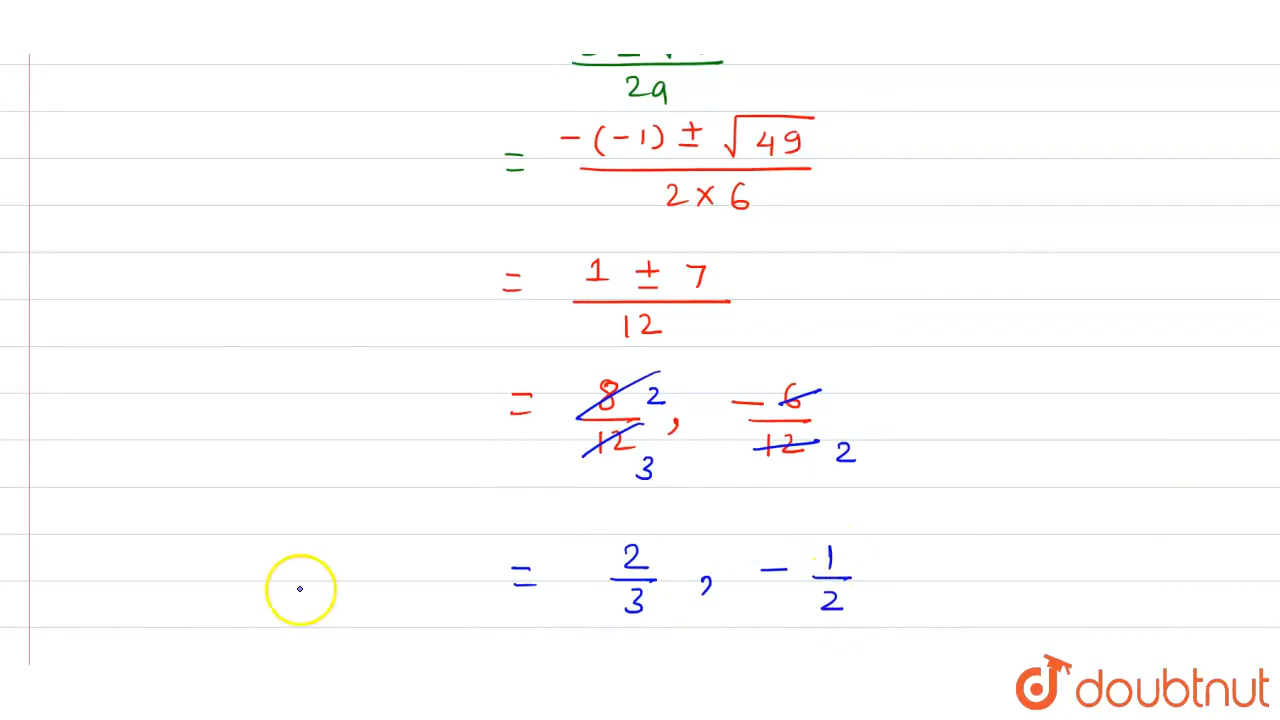 2a
= -(-1) ± √49
2 × 6
= 1 ± 7
12
= 8 2 , - 6
12 3 12 2
= 2 , - 1
3 2
doubtnut